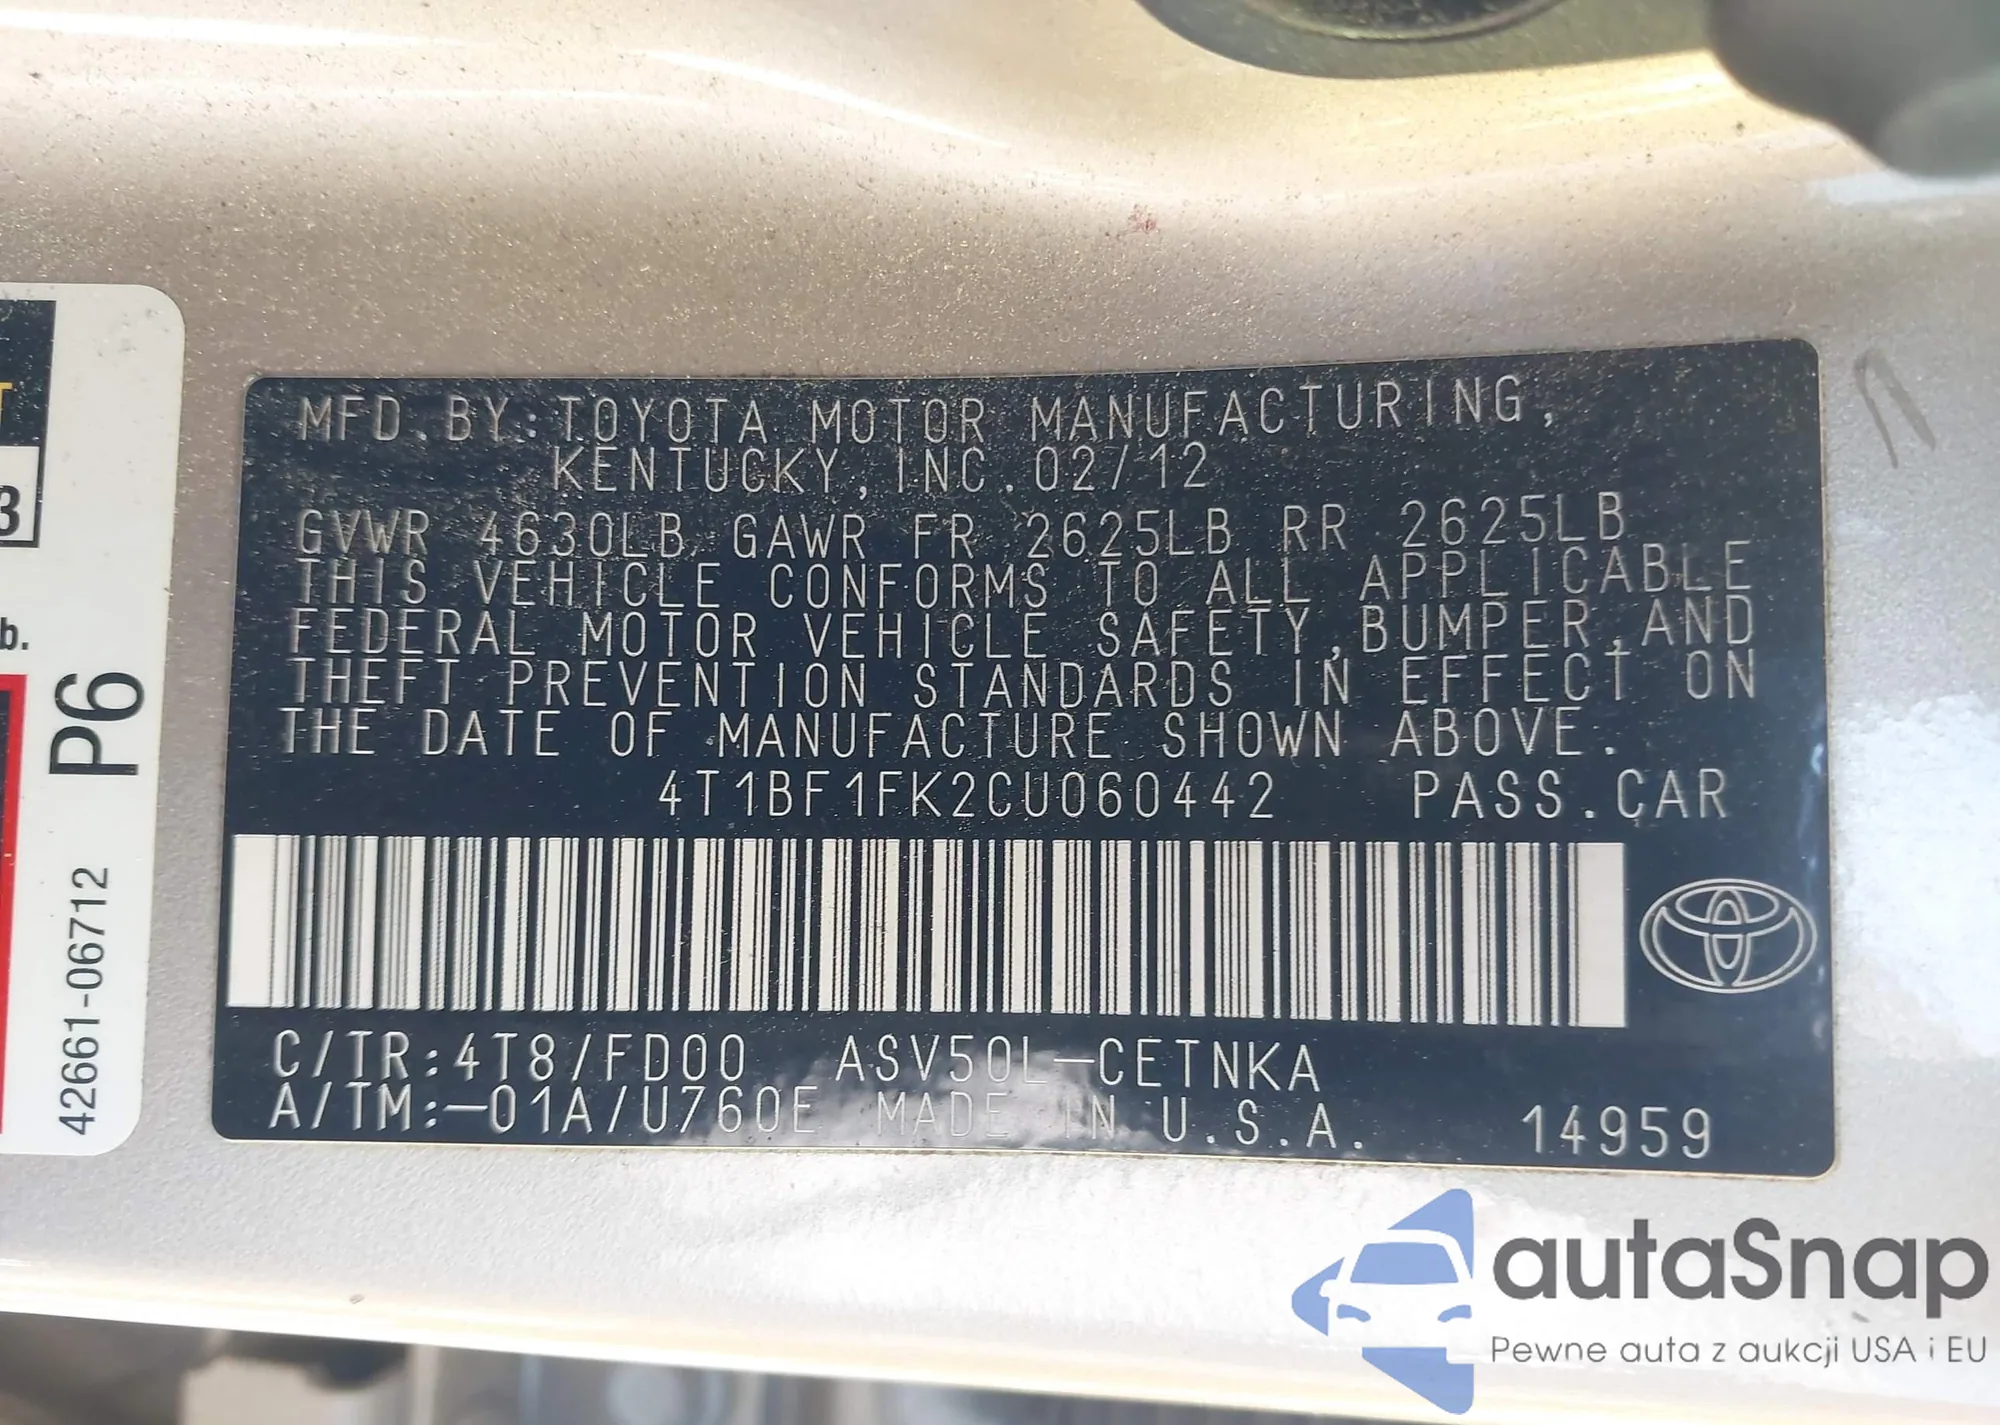 MFD. BY: TOYOTA MOTOR MANUFACTURING,
KENTUCKY, INC. 02/12
GVWR 4630LB GAWR FR 2625LB RR 2625LB
THIS VEHICLE CONFORMS TO ALL APPLICABLE
FEDERAL MOTOR VEHICLE SAFETY, BUMPER, AND
THEFT PREVENTION STANDARDS IN EFFECT ON
THE DATE OF MANUFACTURE SHOWN ABOVE.
4T1BF1FK2CU060442 PASS. CAR
C/TR: 4T8/FD00 ASV50L-CETNKA
A/TM: -01A/U760E MADE IN U.S.A. 14959
T
3
b.
P6
42661-06712
autaSnap
Pewne auta z aukcji USA i EU